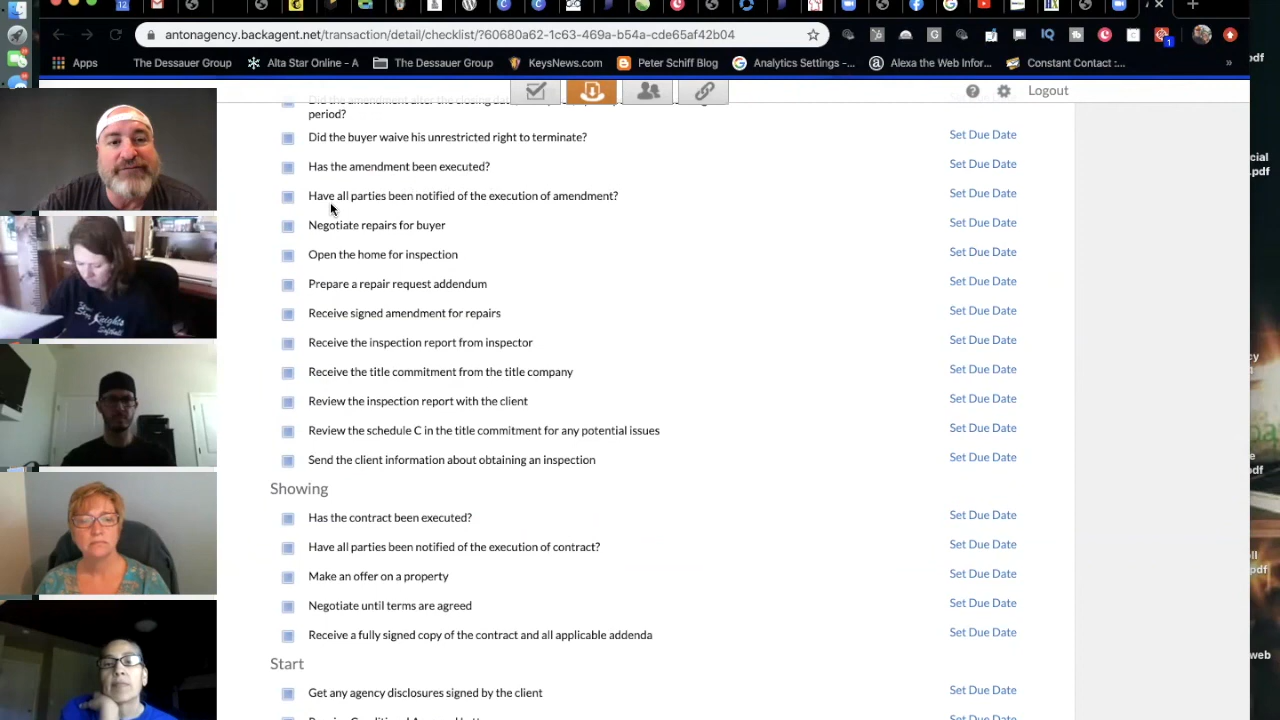 antonagency.backagent.net/transaction/detail/checklist/?60680a62-1c63-469a-b54a-cde65af42b04
Apps
The Dessauer Group
Alta Star Online - A
The Dessauer Group
KeysNews.com
Peter Schiff Blog
Analytics Settings -...
Alexa the Web Infor...
Constant Contact :...
»
Logout
period?
Did the buyer waive his unrestricted right to terminate? Set Due Date
Has the amendment been executed? Set Due Date
Have all parties been notified of the execution of amendment? Set Due Date
Negotiate repairs for buyer Set Due Date
Open the home for inspection Set Due Date
Prepare a repair request addendum Set Due Date
Receive signed amendment for repairs Set Due Date
Receive the inspection report from inspector Set Due Date
Receive the title commitment from the title company Set Due Date
Review the inspection report with the client Set Due Date
Review the schedule C in the title commitment for any potential issues Set Due Date
Send the client information about obtaining an inspection Set Due Date
Showing
Has the contract been executed? Set Due Date
Have all parties been notified of the execution of contract? Set Due Date
Make an offer on a property Set Due Date
Negotiate until terms are agreed Set Due Date
Receive a fully signed copy of the contract and all applicable addenda Set Due Date
Start
Get any agency disclosures signed by the client Set Due Date